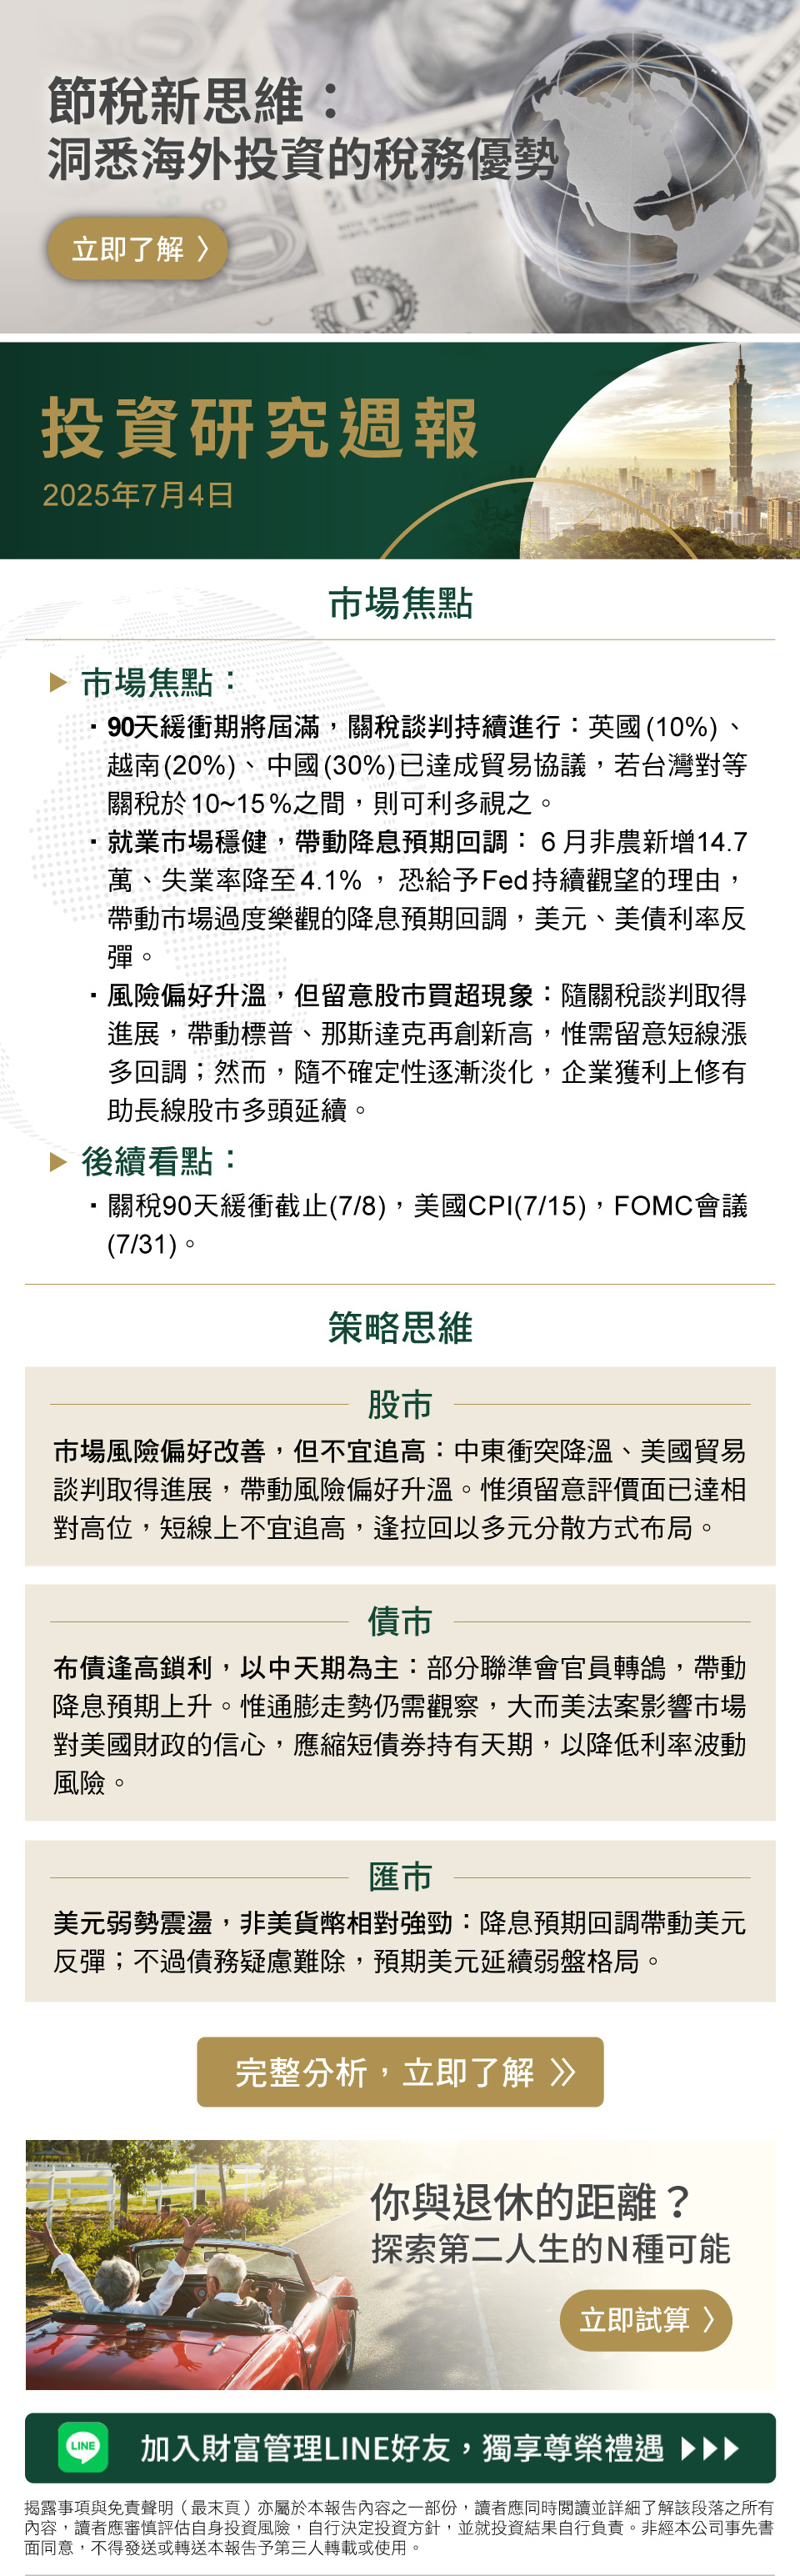 節稅新思維：
洞悉海外投資的稅務優勢
立即了解 〉
投資研究週報
2025年7月4日
市場焦點
▶ 市場焦點：
‧90天緩衝期將屆滿，關稅談判持續進行：英國(10%)、
越南(20%)、中國(30%)已達成貿易協議，若台灣對等
關稅於10~15%之間，則可利多視之。
‧就業市場穩健，帶動降息預期回調：6月非農新增14.7
萬、失業率降至4.1%，恐給予Fed持續觀望的理由，
帶動市場過度樂觀的降息預期回調，美元、美債利率反
彈。
‧風險偏好升溫，但留意股市買超現象：隨關稅談判取得
進展，帶動標普、那斯達克再創新高，惟需留意短線漲
多回調；然而，隨不確定性逐漸淡化，企業獲利上修有
助長線股市多頭延續。
▶ 後續看點：
‧關稅90天緩衝截止(7/8)，美國CPI(7/15)，FOMC會議
(7/31)。
策略思維
股市
市場風險偏好改善，但不宜追高：中東衝突降溫、美國貿易
談判取得進展，帶動風險偏好升溫。惟須留意評價面已達相
對高位，短線上不宜追高，逢拉回以多元分散方式布局。
債市
布債逢高鎖利，以中天期為主：部分聯準會官員轉鴿，帶動
降息預期上升。惟通膨走勢仍需觀察，大而美法案影響市場
對美國財政的信心，應縮短債券持有天期，以降低利率波動
風險。
匯市
美元弱勢震盪，非美貨幣相對強勁：降息預期回調帶動美元
反彈；不過債務疑慮難除，預期美元延續弱盤格局。
完整分析，立即了解 》
你與退休的距離？
探索第二人生的N種可能
立即試算 〉
LINE 加入財富管理LINE好友，獨享尊榮禮遇 ▶▶▶
揭露事項與免責聲明（最末頁）亦屬於本報告內容之一部份，讀者應同時閱讀並詳細了解該段落之所有
內容，讀者應審慎評估自身投資風險，自行決定投資方針，並就投資結果自行負責。非經本公司事先書
面同意，不得發送或轉送本報告予第三人轉載或使用。